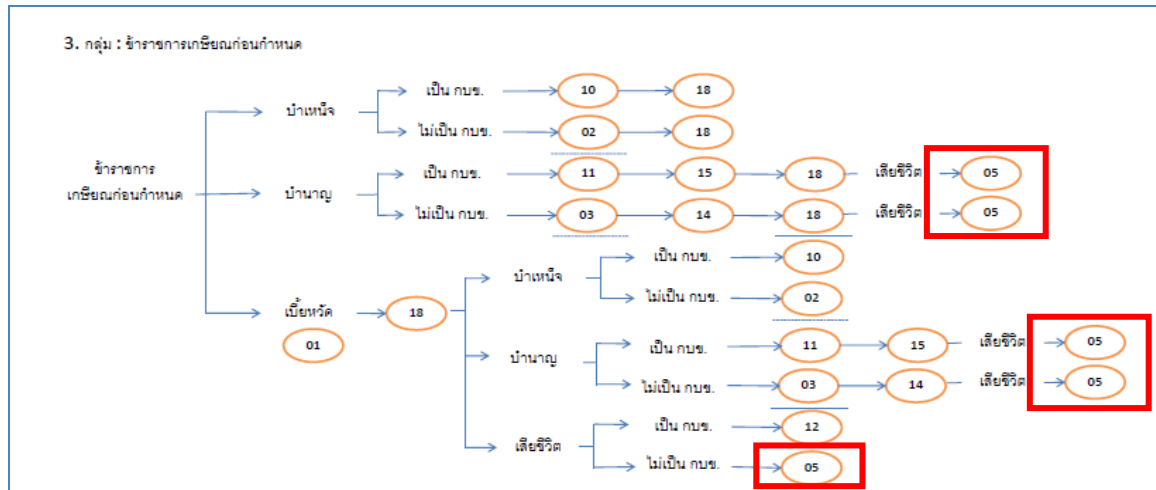 3. กลุ่ม : ข้าราชการเกษียณก่อนกำหนด
บำเหน็จ
เป็น กบข.
10
18
ไม่เป็น กบข.
02
18
ข้าราชการ
เกษียณก่อนกำหนด
บำนาญ
เป็น กบข.
11
15
18
เสียชีวิต
05
ไม่เป็น กบข.
03
14
18
เสียชีวิต
05
เบี้ยหวัด
01
18
บำเหน็จ
เป็น กบข.
10
ไม่เป็น กบข.
02
บำนาญ
เป็น กบข.
11
15
เสียชีวิต
05
ไม่เป็น กบข.
03
14
เสียชีวิต
05
เสียชีวิต
เป็น กบข.
12
ไม่เป็น กบข.
05